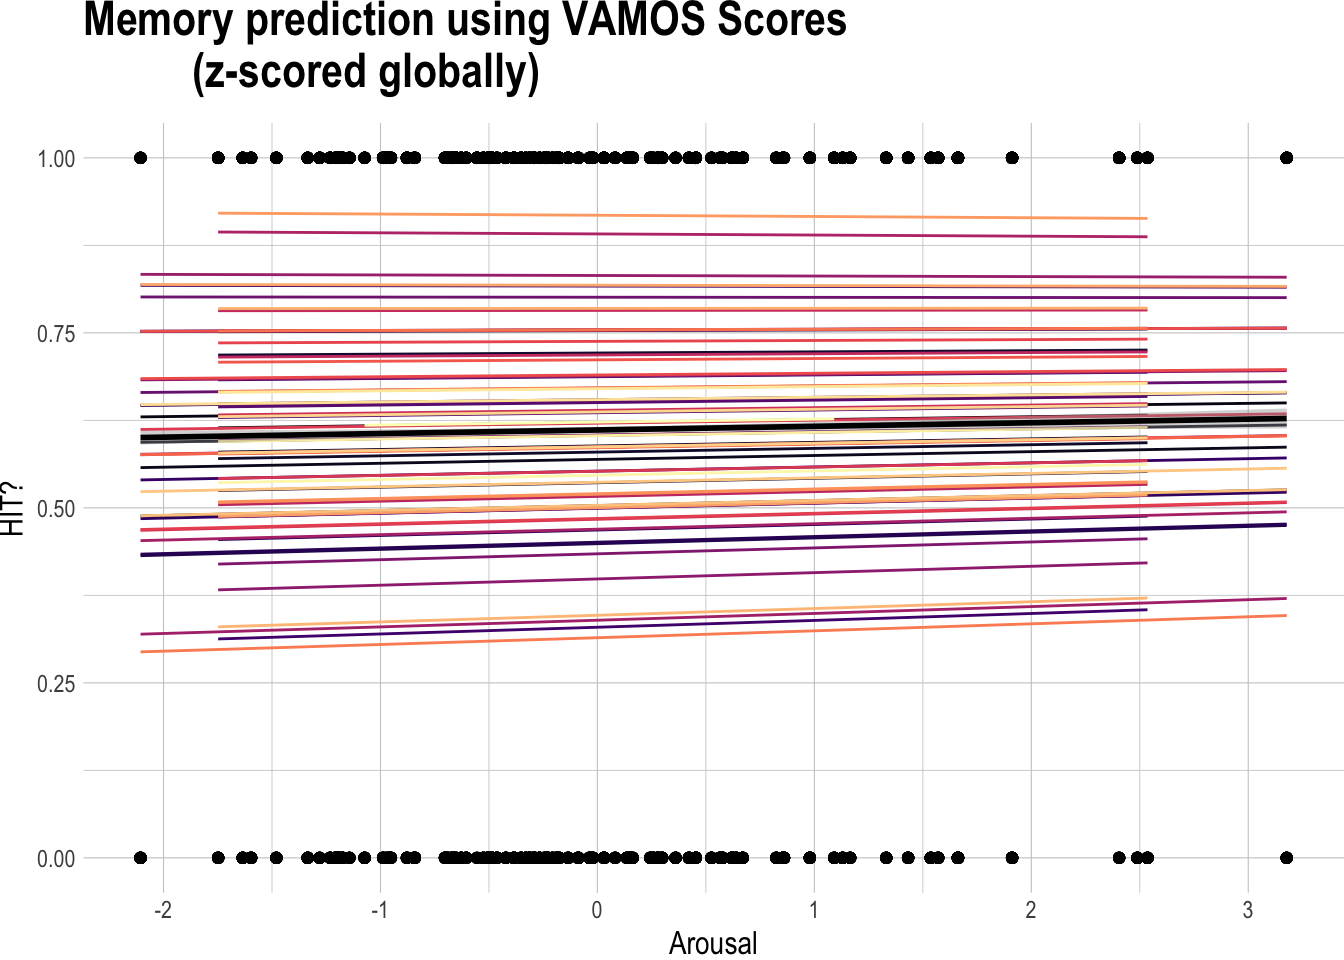 Memory prediction using VAMOS Scores
(z-scored globally)
1.00
0.75
0.50
0.25
0.00
HIT?
-2
-1
0
1
2
3
Arousal